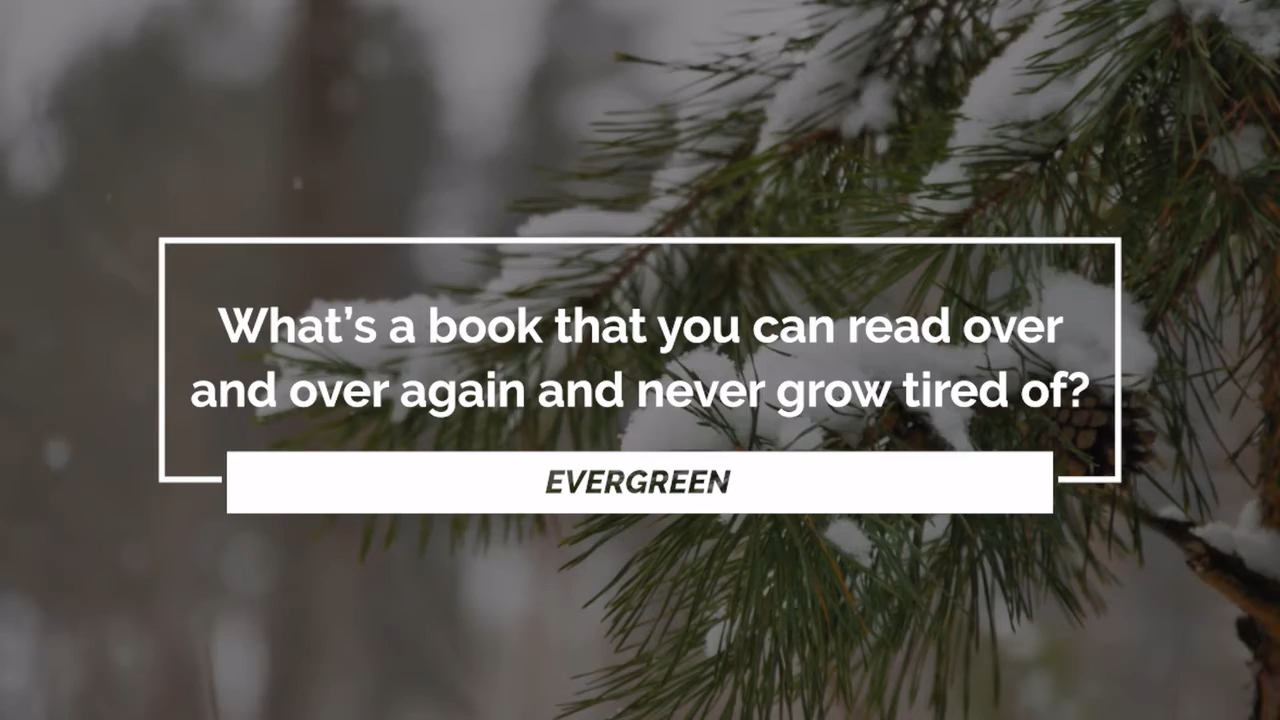 What’s a book that you can read over
and over again and never grow tired of?
EVERGREEN